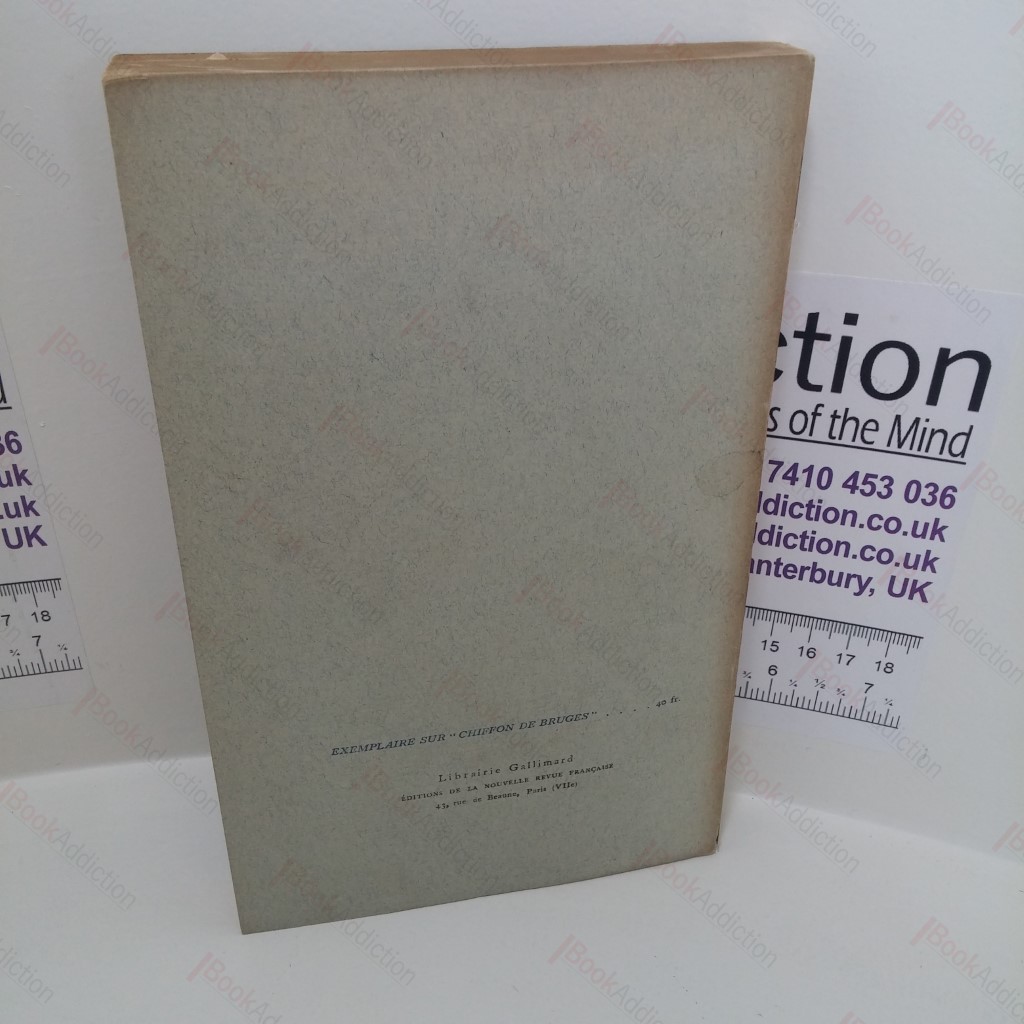 EXEMPLAIRE SUR "CHIFFON DE BRUGES" . . . . 40 fr.
Librairie Gallimard
ÉDITIONS DE LA NOUVELLE REVUE FRANÇAISE
43, rue de Beaune, Paris (VIIe)
ction
s of the Mind
7410 453 036
ddiction.co.uk
ddiction.co.uk
anterbury, UK
15 16 17 18
6 7
d
36
uk
.uk
UK
7 18
7
BookAddiction